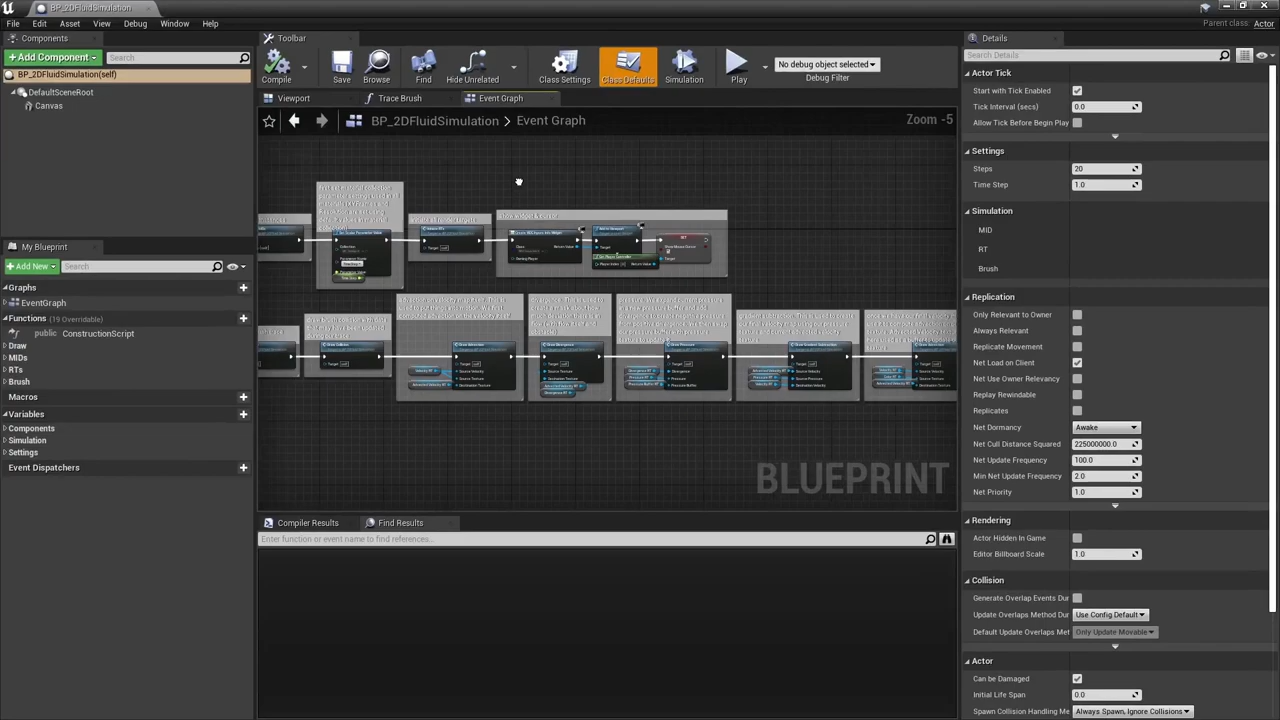 BP_2DFluidSimulation
File Edit Asset View Debug Window Help
Parent class: Actor
Components
Add Component
Search
BP_2DFluidSimulation(self)
DefaultSceneRoot
Canvas
My Blueprint
Add New
Search
Graphs
EventGraph
Functions (19 Overridable)
public ConstructionScript
Draw
MIDs
RTs
Brush
Macros
Variables
Components
Simulation
Settings
Event Dispatchers
Toolbar
Compile
Save
Browse
Find
Hide Unrelated
Class Settings
Class Defaults
Simulation
Play
No debug object selected
Debug Filter
Viewport
Trace Brush
Event Graph
BP_2DFluidSimulation > Event Graph
Zoom -5
BLUEPRINT
Compiler Results
Find Results
Enter function or event name to find references...
Details
Search Details
Actor Tick
Start with Tick Enabled
Tick Interval (secs) 0.0
Allow Tick Before Begin Play
Settings
Steps 20
Time Step 1.0
Simulation
MID
RT
Brush
Replication
Only Relevant to Owner
Always Relevant
Replicate Movement
Net Load on Client
Net Use Owner Relevancy
Replay Rewindable
Replicates
Net Dormancy Awake
Net Cull Distance Squared 225000000.0
Net Update Frequency 100.0
Min Net Update Frequency 2.0
Net Priority 1.0
Rendering
Actor Hidden In Game
Editor Billboard Scale 1.0
Collision
Generate Overlap Events Dur
Update Overlaps Method Dur Use Config Default
Default Update Overlaps Met Only Update Movable
Actor
Can be Damaged
Initial Life Span 0.0
Spawn Collision Handling Me Always Spawn, Ignore Collisions